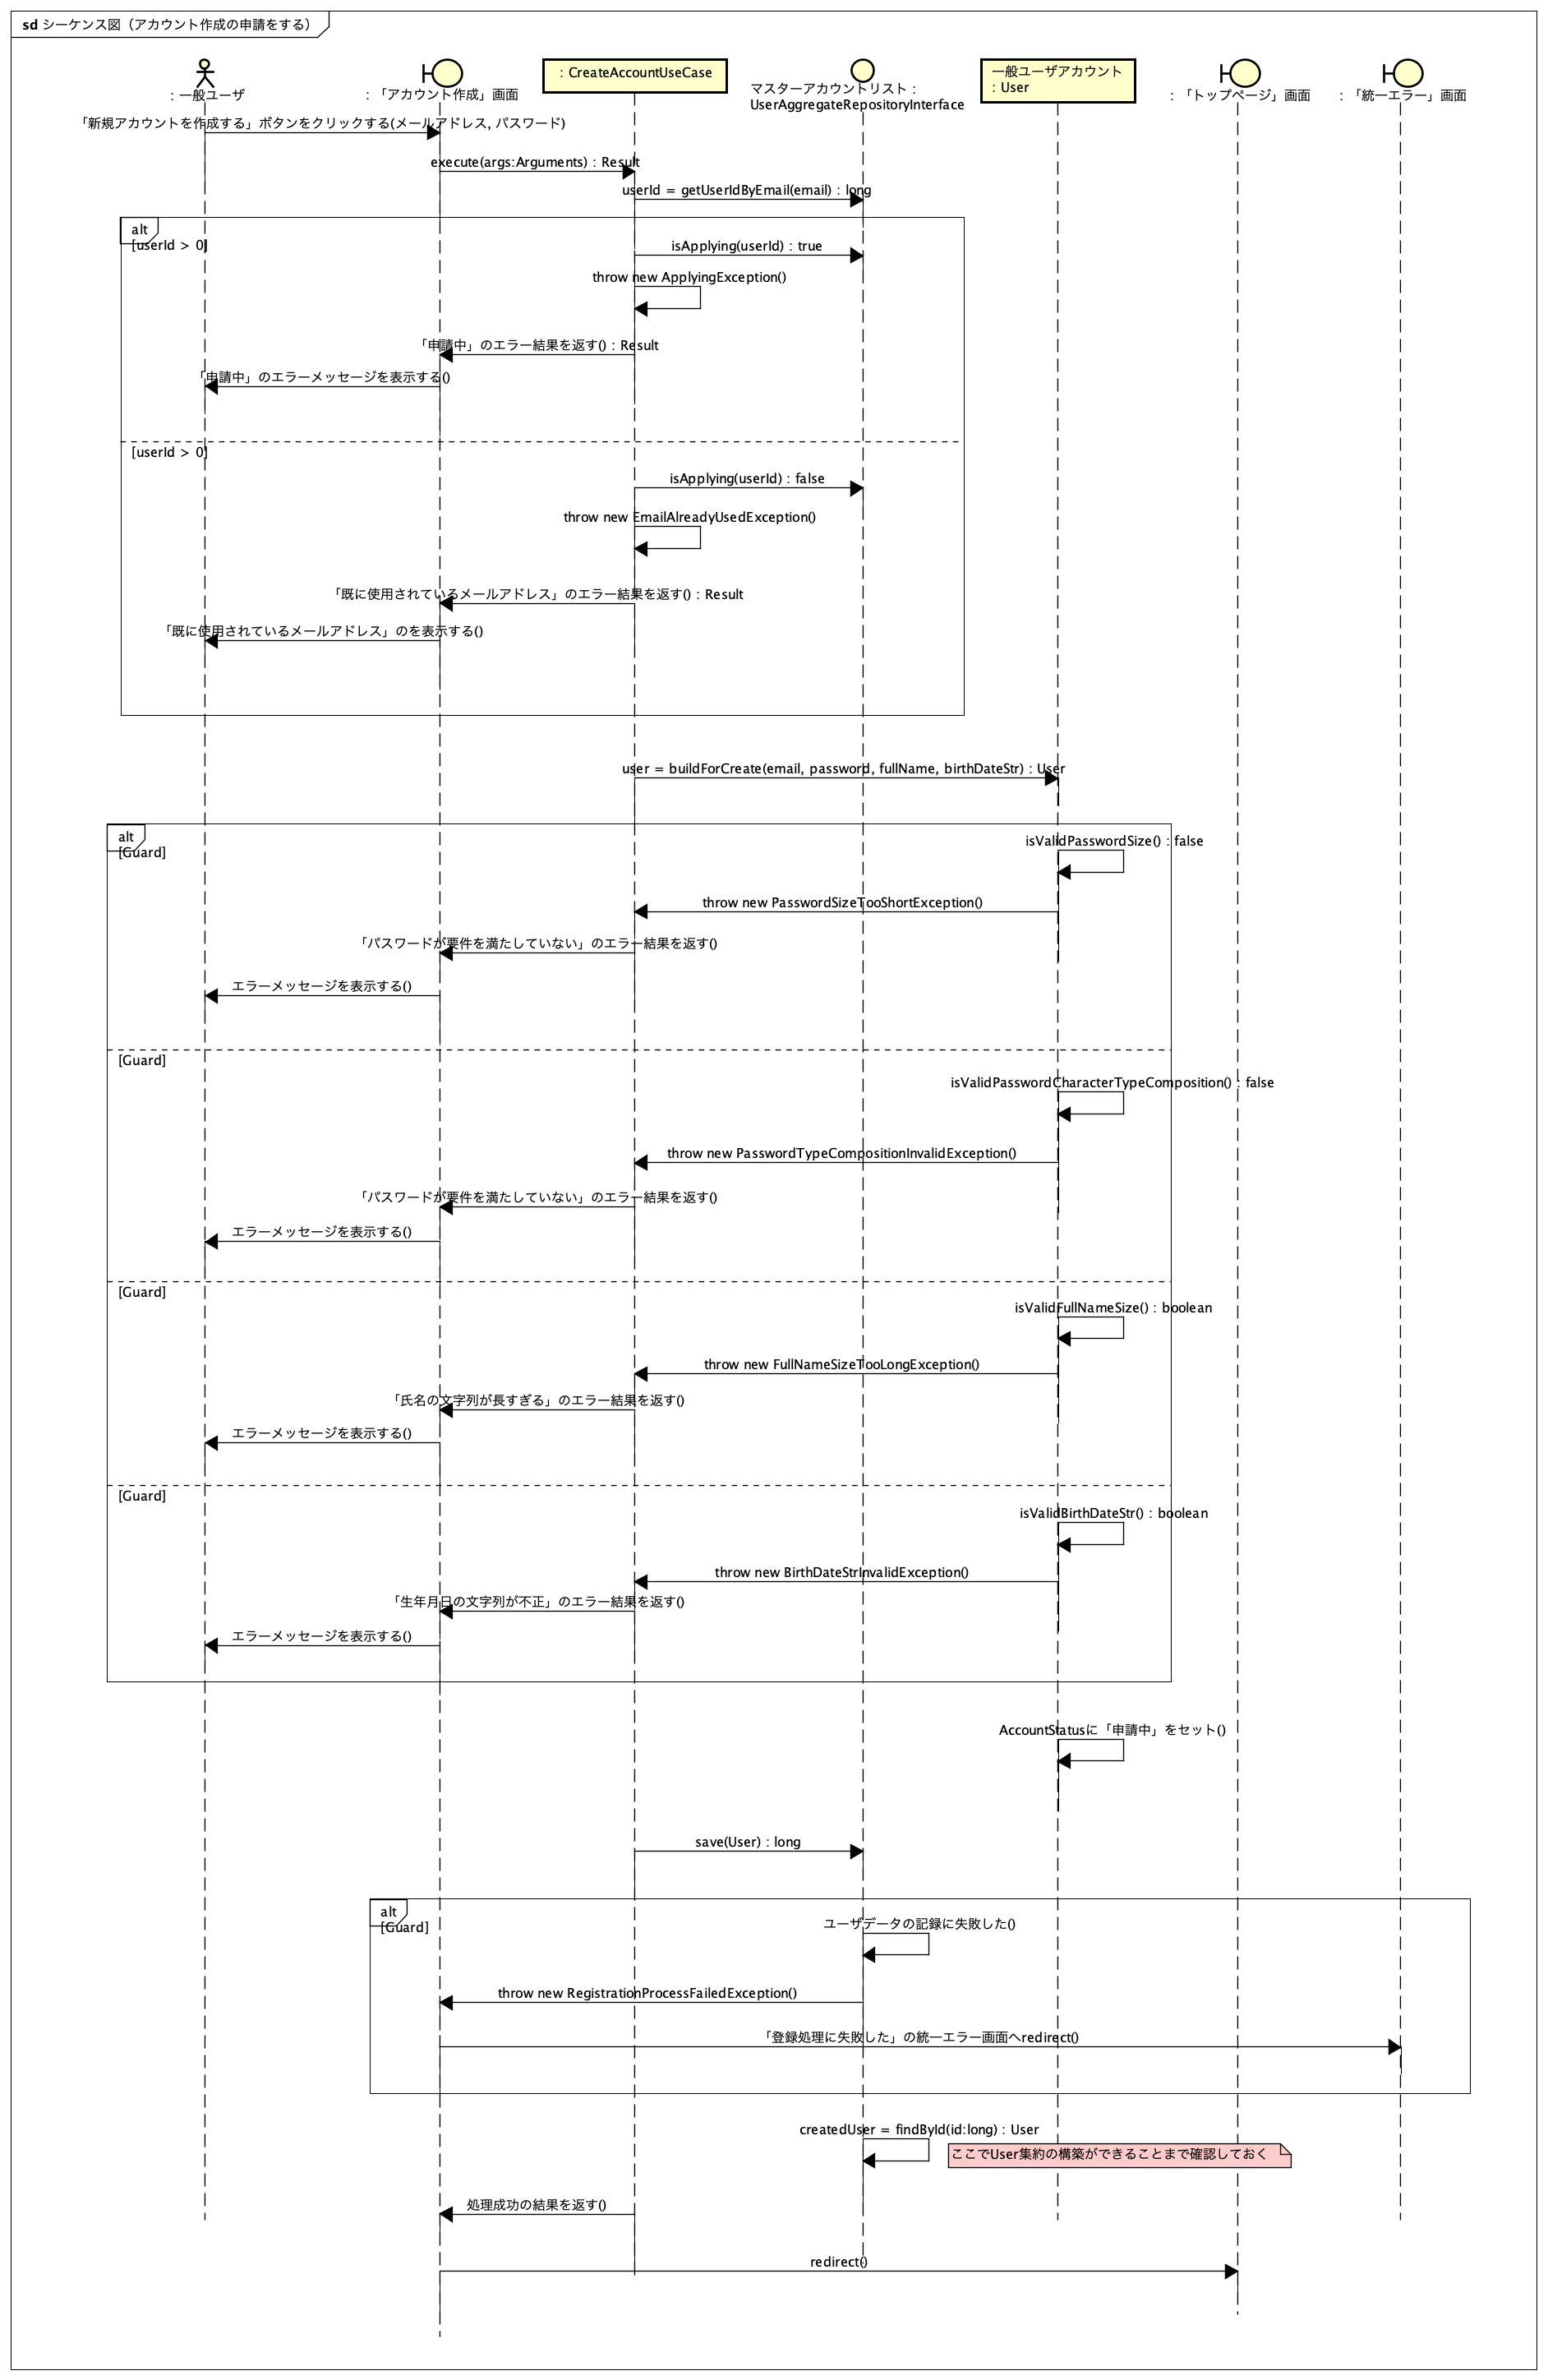 sd シーケンス図（アカウント作成の申請をする）
: 一般ユーザ
: 「アカウント作成」画面
: CreateAccountUseCase
マスターアカウントリスト :
UserAggregateRepositoryInterface
一般ユーザアカウント
: User
: 「トップページ」画面
: 「統一エラー」画面
「新規アカウントを作成する」ボタンをクリックする(メールアドレス, パスワード)
execute(args:Arguments) : Result
userId = getUserIdByEmail(email) : long
alt
[userId > 0]
isApplying(userId) : true
throw new ApplyingException()
「申請中」のエラー結果を返す() : Result
「申請中」のエラーメッセージを表示する()
[userId > 0]
isApplying(userId) : false
throw new EmailAlreadyUsedException()
「既に使用されているメールアドレス」のエラー結果を返す() : Result
「既に使用されているメールアドレス」のを表示する()
user = buildForCreate(email, password, fullName, birthDateStr) : User
alt
[Guard]
isValidPasswordSize() : false
throw new PasswordSizeTooShortException()
「パスワードが要件を満たしていない」のエラー結果を返す()
エラーメッセージを表示する()
[Guard]
isValidPasswordCharacterTypeComposition() : false
throw new PasswordTypeCompositionInvalidException()
「パスワードが要件を満たしていない」のエラー結果を返す()
エラーメッセージを表示する()
[Guard]
isValidFullNameSize() : boolean
throw new FullNameSizeTooLongException()
「氏名の文字列が長すぎる」のエラー結果を返す()
エラーメッセージを表示する()
[Guard]
isValidBirthDateStr() : boolean
throw new BirthDateStrInvalidException()
「生年月日の文字列が不正」のエラー結果を返す()
エラーメッセージを表示する()
AccountStatusに「申請中」をセット()
save(User) : long
alt
[Guard]
ユーザデータの記録に失敗した()
throw new RegistrationProcessFailedException()
「登録処理に失敗した」の統一エラー画面へredirect()
createdUser = findById(id:long) : User
ここでUser集約の構築ができることまで確認しておく
処理成功の結果を返す()
redirect()